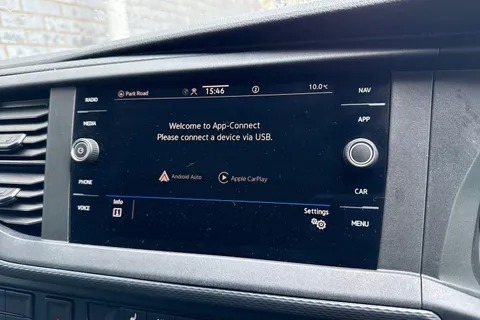 RADIO
MEDIA
PHONE
VOICE
Park Road 15:46 10.0°C
Welcome to App-Connect
Please connect a device via USB.
Android Auto Apple CarPlay
Info Settings
NAV
APP
CAR
MENU